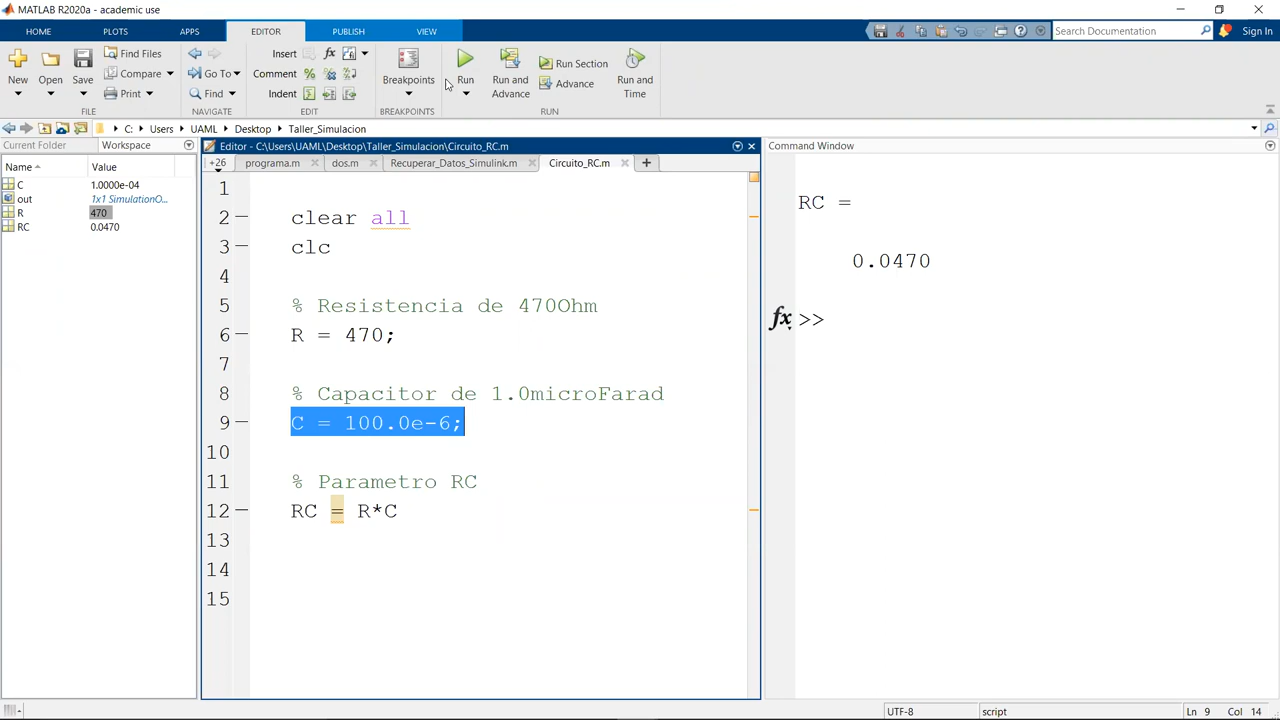 MATLAB R2020a - academic use
HOME PLOTS APPS EDITOR PUBLISH VIEW
Search Documentation Sign In
New Open Save Find Files Compare Print
Go To Find
Insert fx
Comment % %
Indent
Breakpoints Run Run and Advance Run Section Advance Run and Time
FILE NAVIGATE EDIT BREAKPOINTS RUN
C: Users UAML Desktop Taller_Simulacion
Current Folder Workspace
Name Value
C 1.0000e-04
out 1x1 SimulationO...
R 470
RC 0.0470
Editor - C:\Users\UAML\Desktop\Taller_Simulacion\Circuito_RC.m
+26 programa.m dos.m Recuperar_Datos_Simulink.m Circuito_RC.m +
1
2 clear all
3 clc
4
5 % Resistencia de 470Ohm
6 R = 470;
7
8 % Capacitor de 1.0microFarad
9 C = 100.0e-6;
10
11 % Parametro RC
12 RC = R*C
13
14
15
Command Window
RC =
0.0470
fx >>
UTF-8 script Ln 9 Col 14